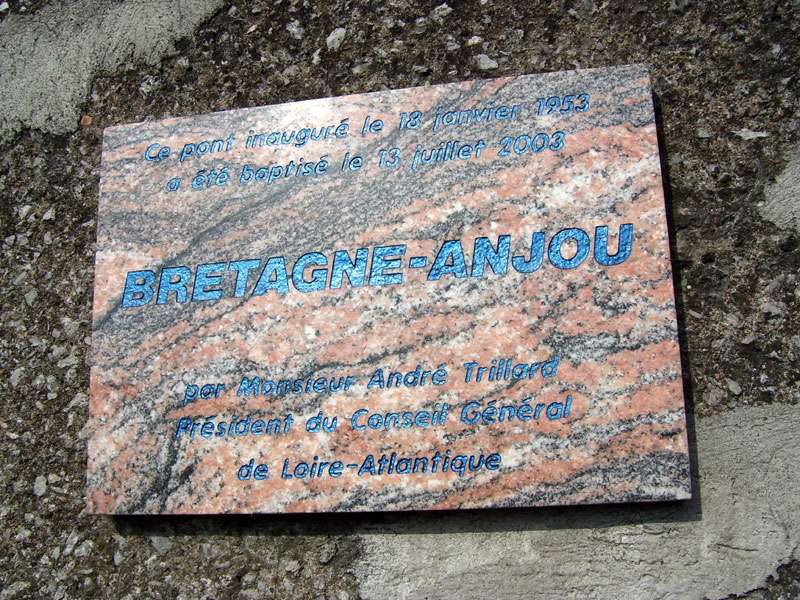 Ce pont inauguré le 18 janvier 1953
a été baptisé le 13 juillet 2003
BRETAGNE-ANJOU
par Monsieur André Trillard
Président du Conseil Général
de Loire-Atlantique